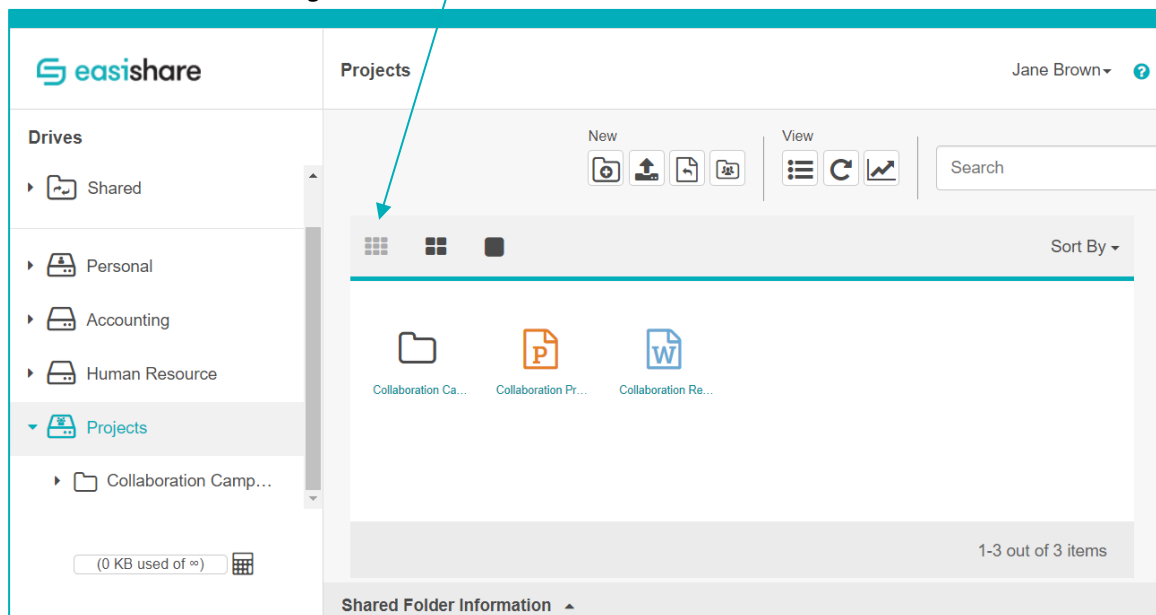 easishare
Projects
Jane Brown
?
Drives
New
View
Shared
Search
Personal
Sort By
Accounting
Human Resource
P
W
Collaboration Ca...
Collaboration Pr...
Collaboration Re...
Projects
Collaboration Camp...
1-3 out of 3 items
(0 KB used of ∞)
Shared Folder Information